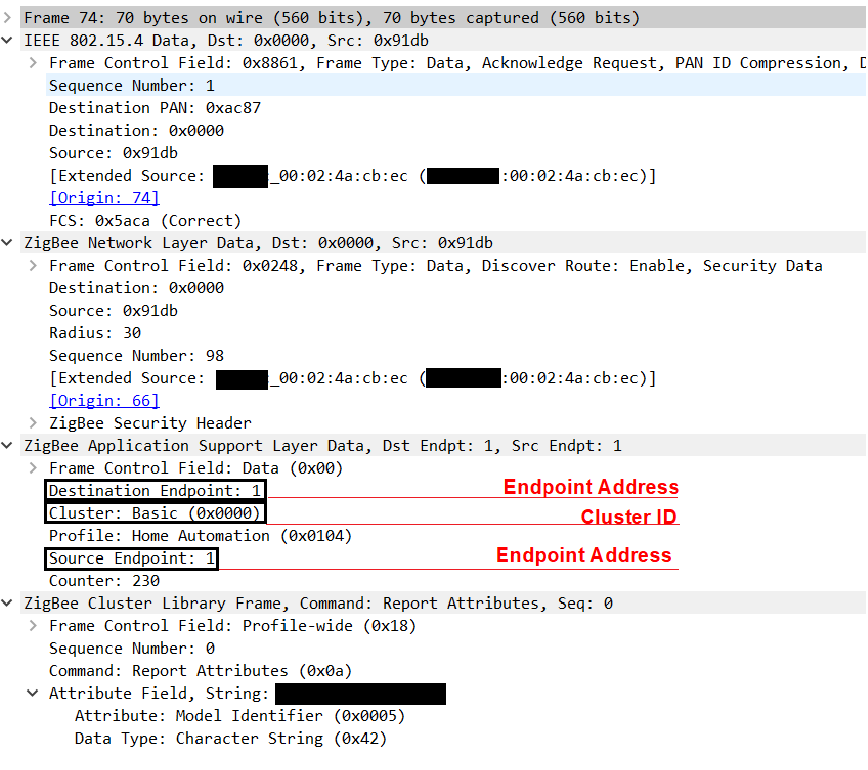 Frame 74: 70 bytes on wire (560 bits), 70 bytes captured (560 bits)
IEEE 802.15.4 Data, Dst: 0x0000, Src: 0x91db
Frame Control Field: 0x8861, Frame Type: Data, Acknowledge Request, PAN ID Compression, D
Sequence Number: 1
Destination PAN: 0xac87
Destination: 0x0000
Source: 0x91db
[Extended Source: _00:02:4a:cb:ec ( :00:02:4a:cb:ec)]
[Origin: 74]
FCS: 0x5aca (Correct)
ZigBee Network Layer Data, Dst: 0x0000, Src: 0x91db
Frame Control Field: 0x0248, Frame Type: Data, Discover Route: Enable, Security Data
Destination: 0x0000
Source: 0x91db
Radius: 30
Sequence Number: 98
[Extended Source: _00:02:4a:cb:ec ( :00:02:4a:cb:ec)]
[Origin: 66]
ZigBee Security Header
ZigBee Application Support Layer Data, Dst Endpt: 1, Src Endpt: 1
Frame Control Field: Data (0x00)
Destination Endpoint: 1 Endpoint Address
Cluster: Basic (0x0000) Cluster ID
Profile: Home Automation (0x0104)
Source Endpoint: 1 Endpoint Address
Counter: 230
ZigBee Cluster Library Frame, Command: Report Attributes, Seq: 0
Frame Control Field: Profile-wide (0x18)
Sequence Number: 0
Command: Report Attributes (0x0a)
Attribute Field, String:
Attribute: Model Identifier (0x0005)
Data Type: Character String (0x42)